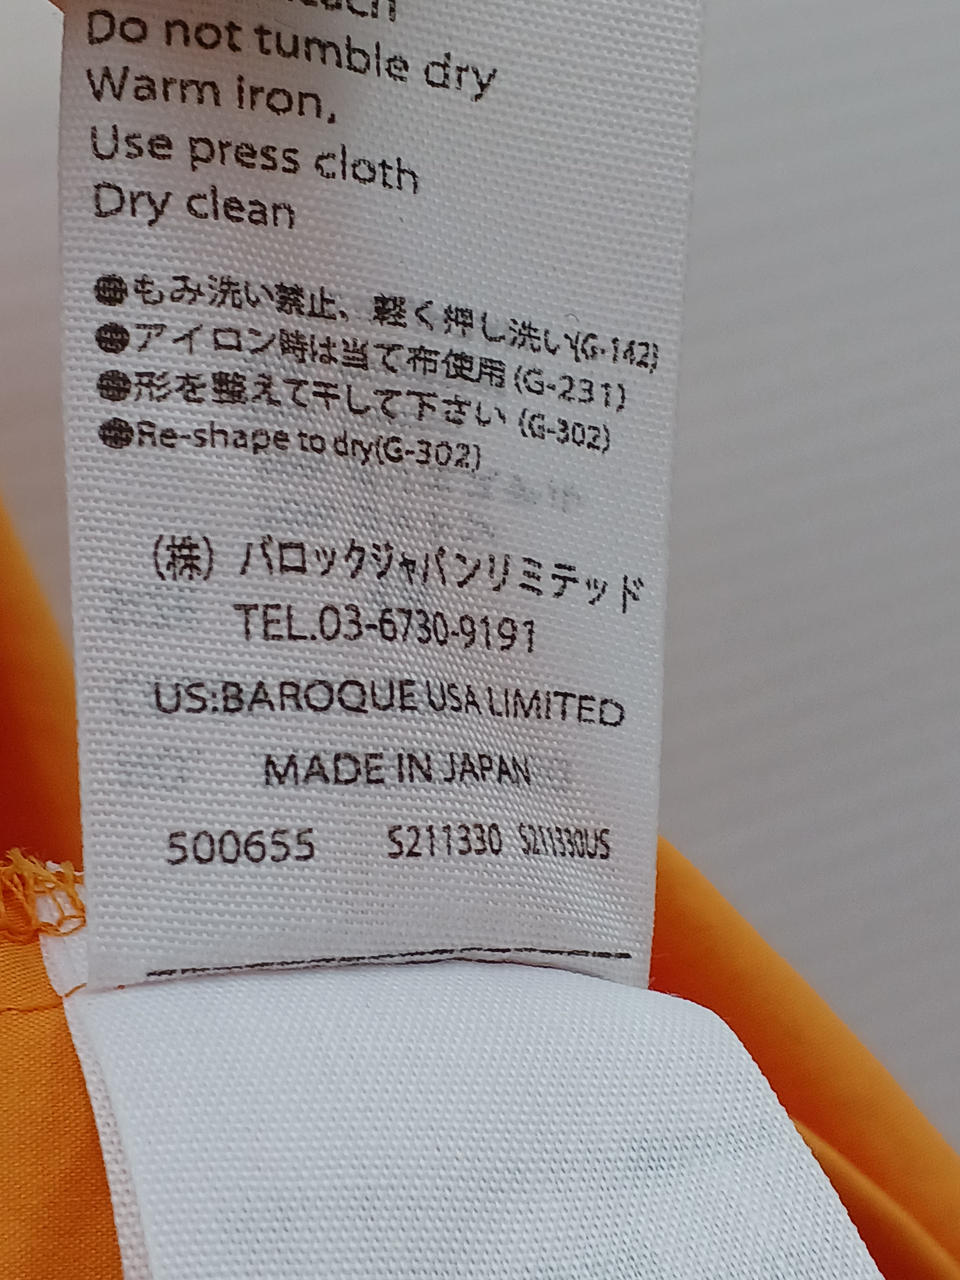 Do not tumble dry
Warm iron,
Use press cloth
Dry clean
●もみ洗い禁止、軽く押し洗い(G-142)
●アイロン時は当て布使用(G-231)
●形を整えて干して下さい(G-302)
●Re-shape to dry(G-302)
(株) バロックジャパンリミテッド
TEL.03-6730-9191
US:BAROQUE USA LIMITED
MADE IN JAPAN
500655 S211330 S211330US